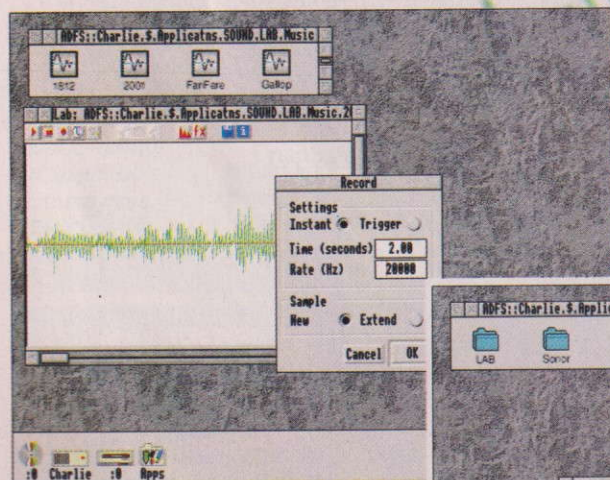 ADFS::Charlie.$.Applicatns.SOUND.LAB.Music
1812
2001
FanFare
Gallop
Lab: ADFS::Charlie.$.Applicatns.SOUND.LAB.Music.2
fx
i
Record
Settings
Instant Trigger
Time (seconds) 2.00
Rate (Hz) 20000
Sample
New Extend
Cancel OK
ADFS::Charlie.$.Applic
LAB
Sonor
:0 Charlie :0 Apps